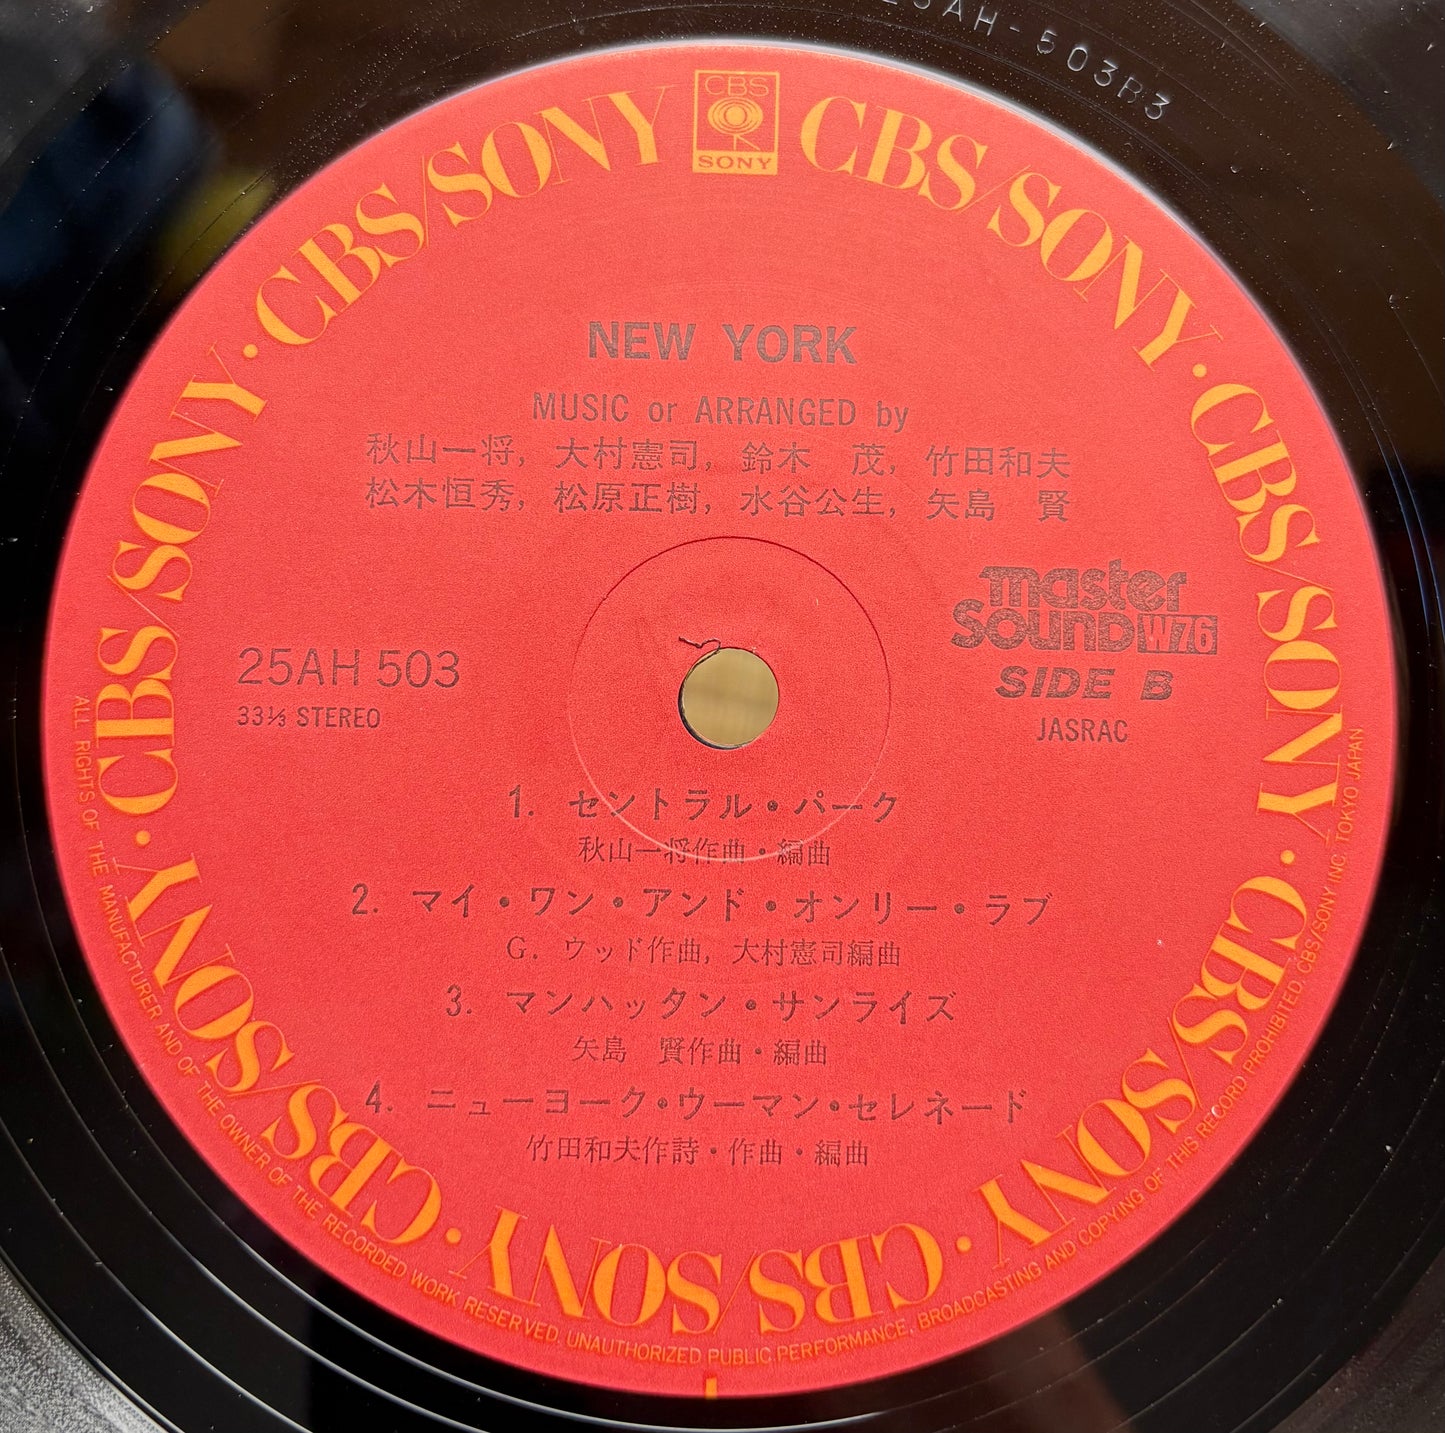 25AH-503R3
CBS
SONY
CBS/SONY · CBS/SONY · CBS/SONY · CBS/SONY · CBS/SONY · CBS/SONY · CBS/SONY · CBS/SONY
NEW YORK
MUSIC or ARRANGED by
秋山一将, 大村憲司, 鈴木 茂, 竹田和夫
松木恒秀, 松原正樹, 水谷公生, 矢島 賢
master
SOUND W76
25AH 503
SIDE B
33⅓ STEREO
JASRAC
1. セントラル・パーク
秋山一将作曲・編曲
2. マイ・ワン・アンド・オンリー・ラブ
G. ウッド作曲, 大村憲司編曲
3. マンハッタン・サンライズ
矢島 賢作曲・編曲
4. ニューヨーク・ウーマン・セレネード
竹田和夫作詩・作曲・編曲
ALL RIGHTS OF THE MANUFACTURER AND OF THE OWNER OF THE RECORDED WORK RESERVED. UNAUTHORIZED PUBLIC PERFORMANCE, BROADCASTING AND COPYING OF THIS RECORD PROHIBITED. CBS/SONY INC. TOKYO JAPAN